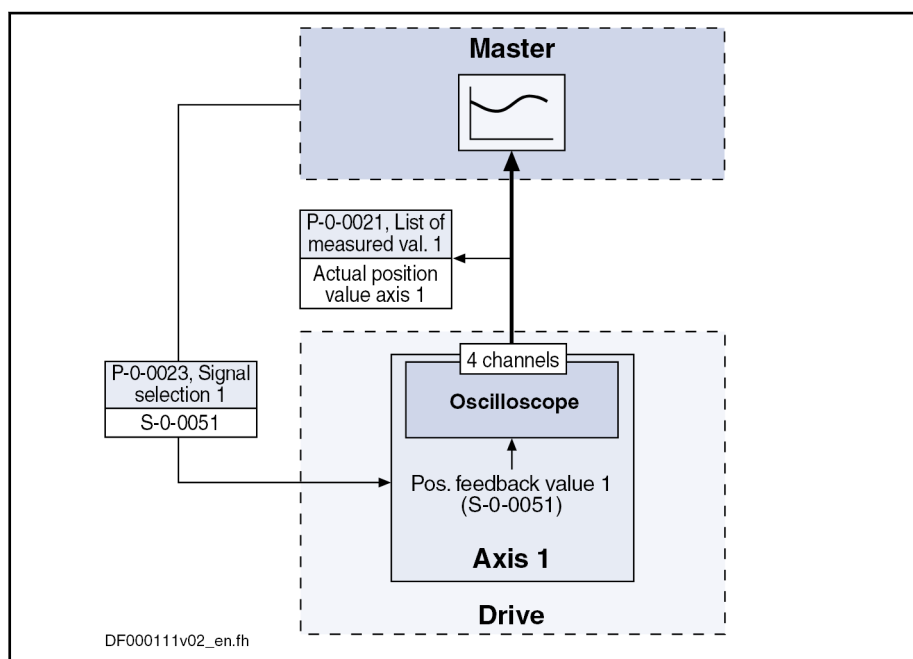 Master
P-0-0021, List of
measured val. 1
Actual position
value axis 1
4 channels
P-0-0023, Signal
selection 1
S-0-0051
Oscilloscope
Pos. feedback value 1
(S-0-0051)
Axis 1
Drive
DF000111v02_en.fh